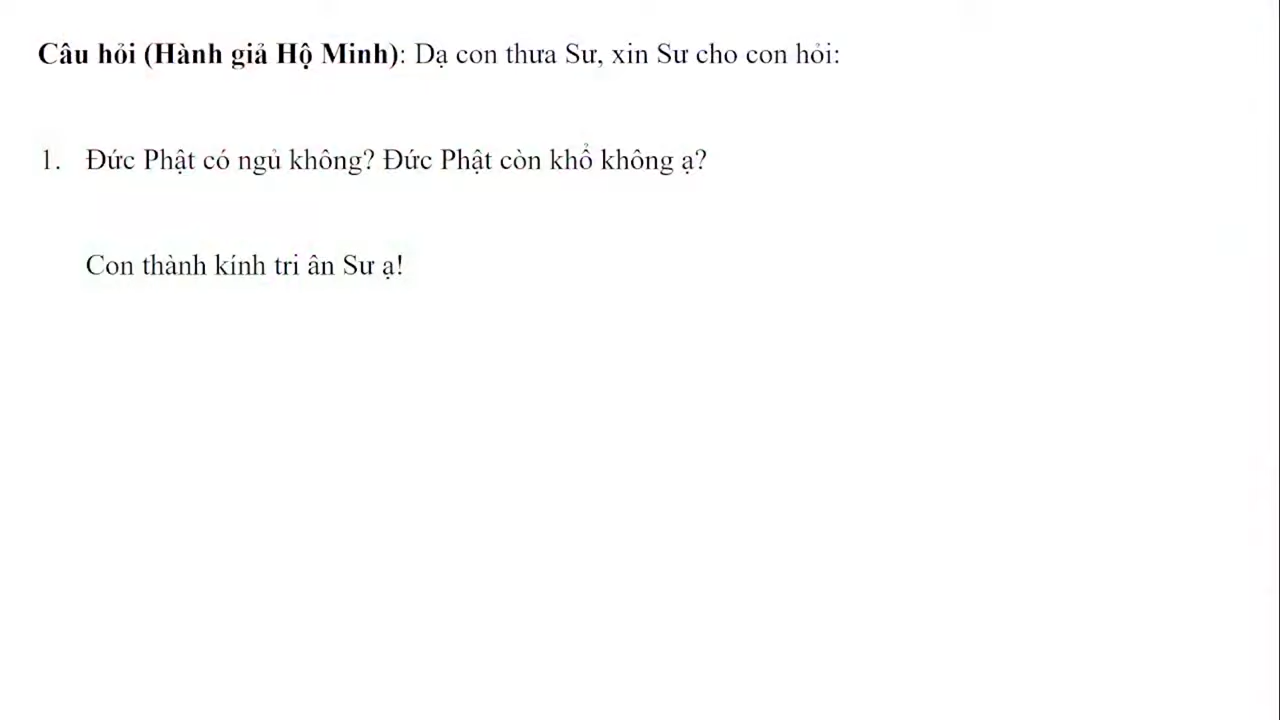 Câu hỏi (Hành giả Hộ Minh): Dạ con thưa Sư, xin Sư cho con hỏi:
1. Đức Phật có ngủ không? Đức Phật còn khổ không ạ?
Con thành kính tri ân Sư ạ!